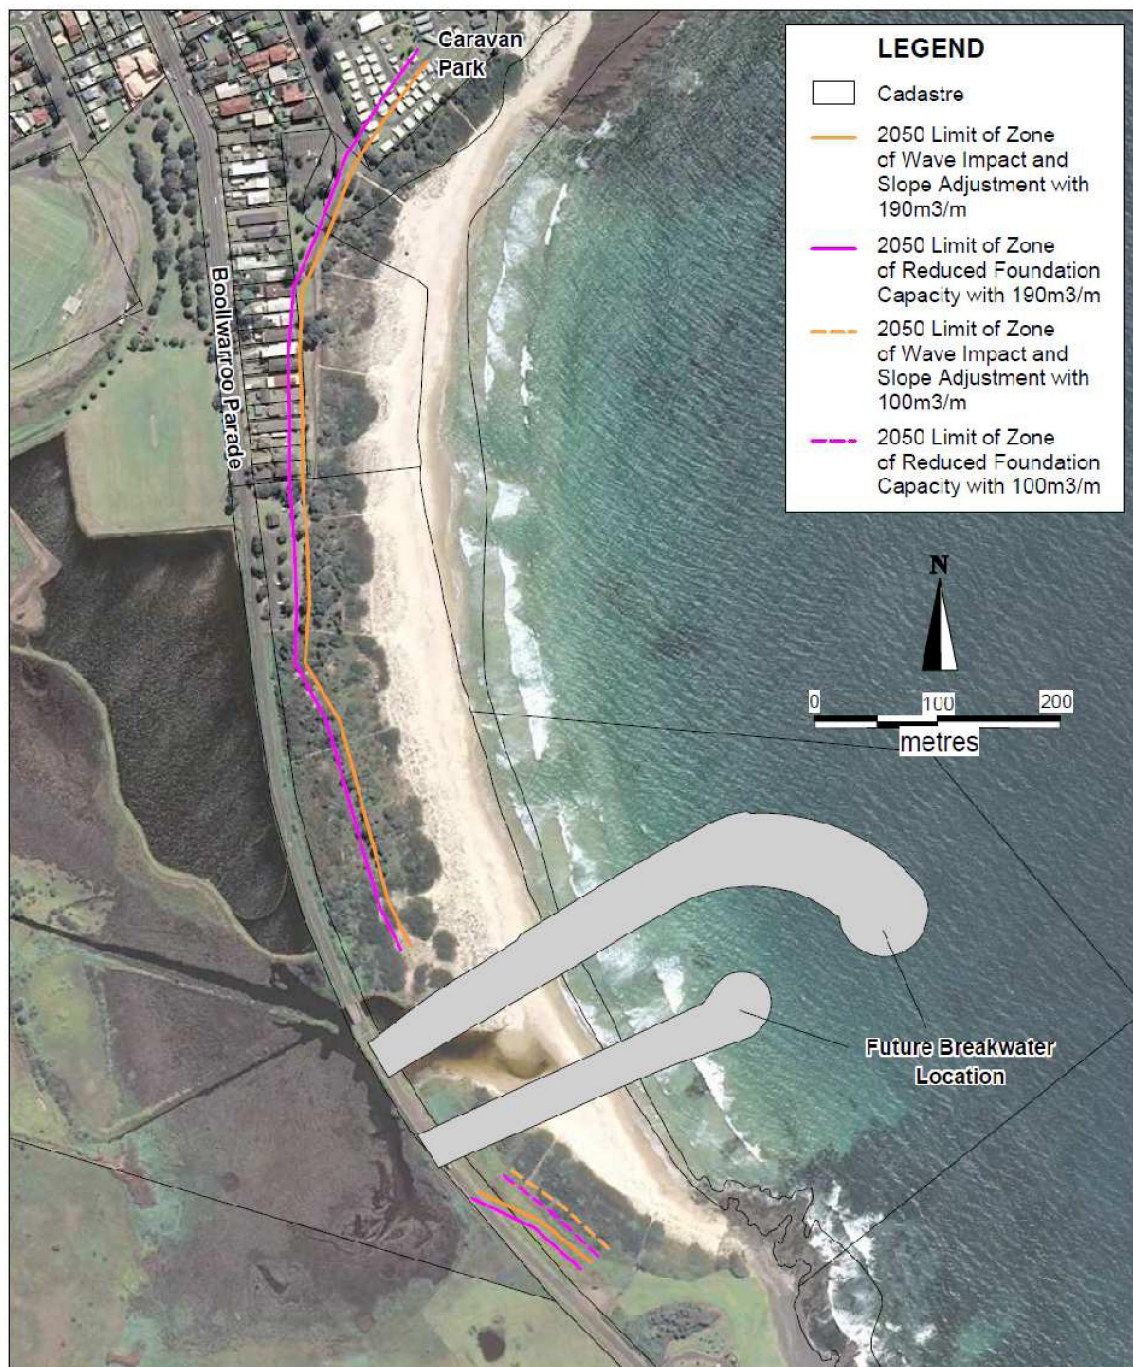 Caravan
Park
LEGEND
Cadastre
2050 Limit of Zone
of Wave Impact and
Slope Adjustment with
190m3/m
2050 Limit of Zone
of Reduced Foundation
Capacity with 190m3/m
2050 Limit of Zone
of Wave Impact and
Slope Adjustment with
100m3/m
2050 Limit of Zone
of Reduced Foundation
Capacity with 100m3/m
Boollwarroo Parade
N
0 100 200
metres
Future Breakwater
Location